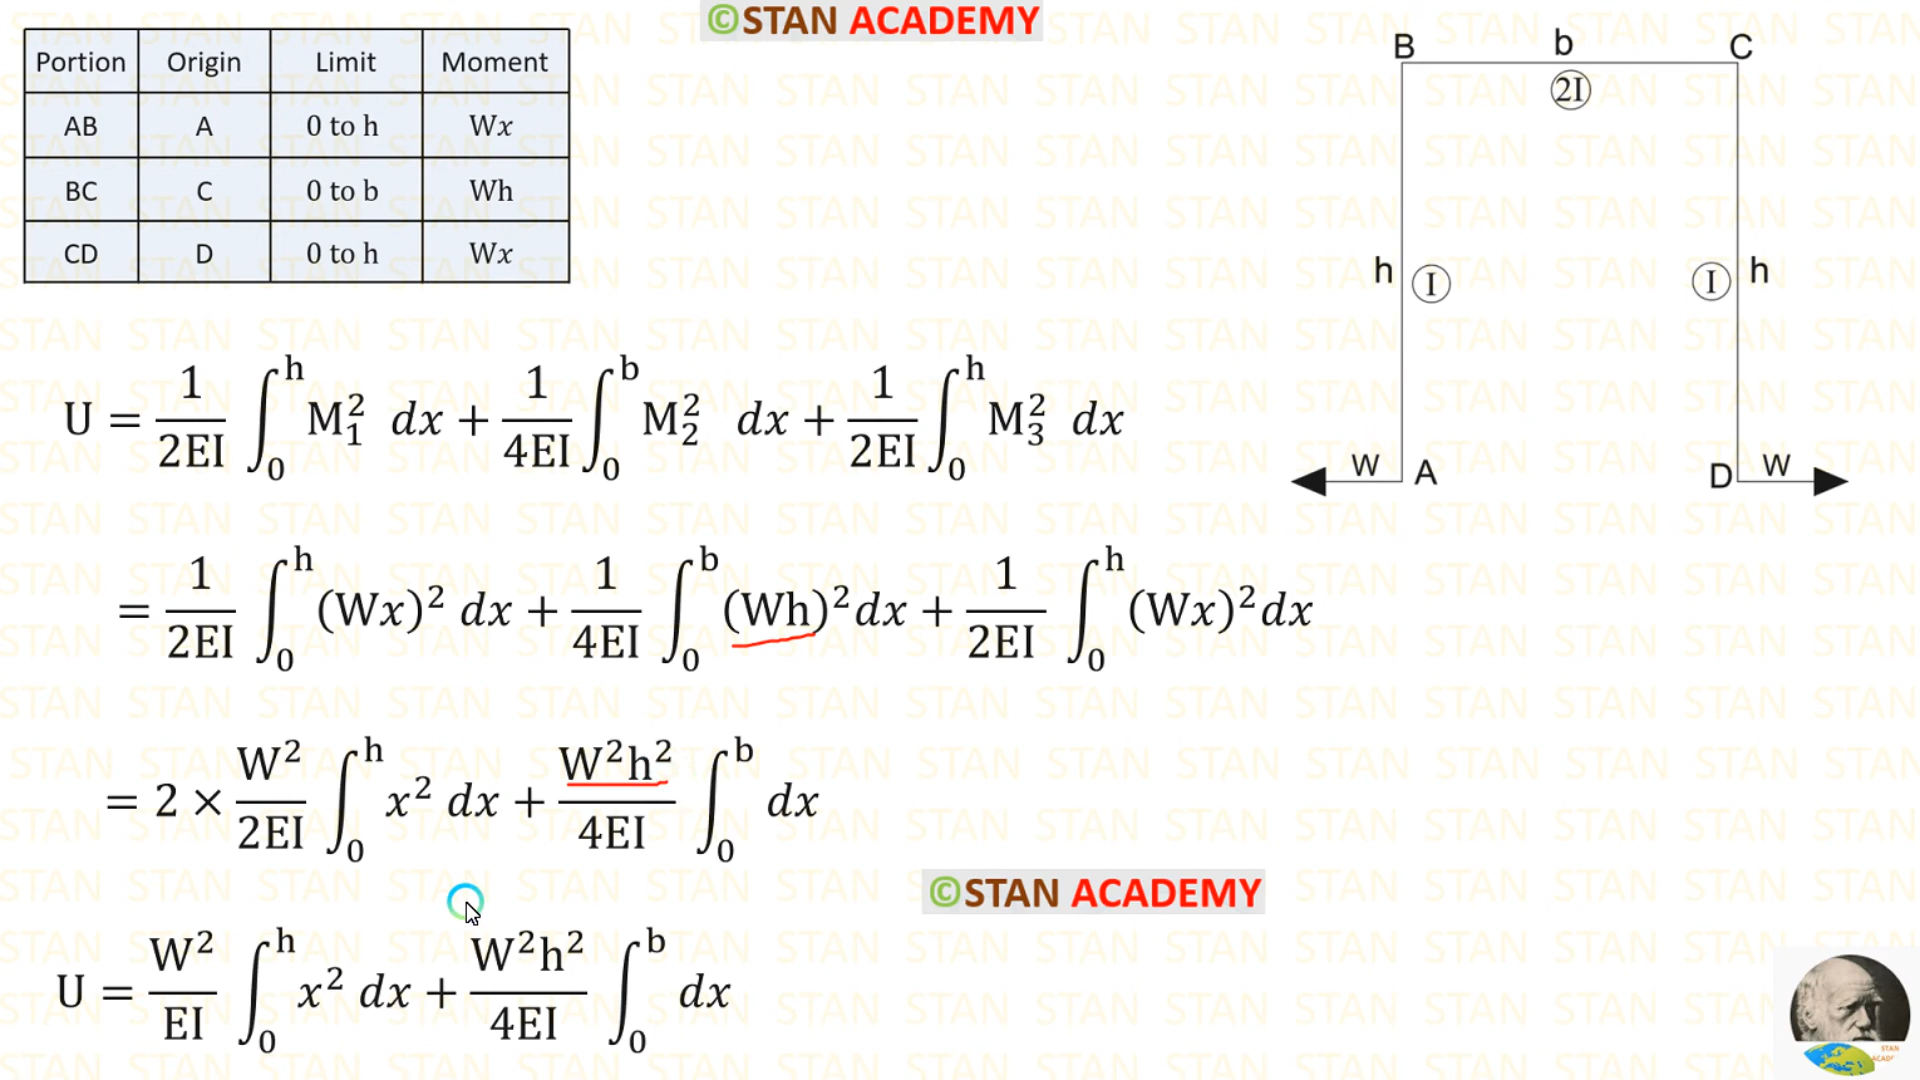 ©STAN ACADEMY
Portion Origin Limit Moment
AB A 0 to h Wx
BC C 0 to b Wh
CD D 0 to h Wx
B b C
2I
h I I h
W A D W
U = 1/2EI ∫₀ʰ M₁² dx + 1/4EI ∫₀ᵇ M₂² dx + 1/2EI ∫₀ʰ M₃² dx
= 1/2EI ∫₀ʰ (Wx)² dx + 1/4EI ∫₀ᵇ (Wh)² dx + 1/2EI ∫₀ʰ (Wx)² dx
= 2 × W²/2EI ∫₀ʰ x² dx + W²h²/4EI ∫₀ᵇ dx
©STAN ACADEMY
U = W²/EI ∫₀ʰ x² dx + W²h²/4EI ∫₀ᵇ dx
STAN